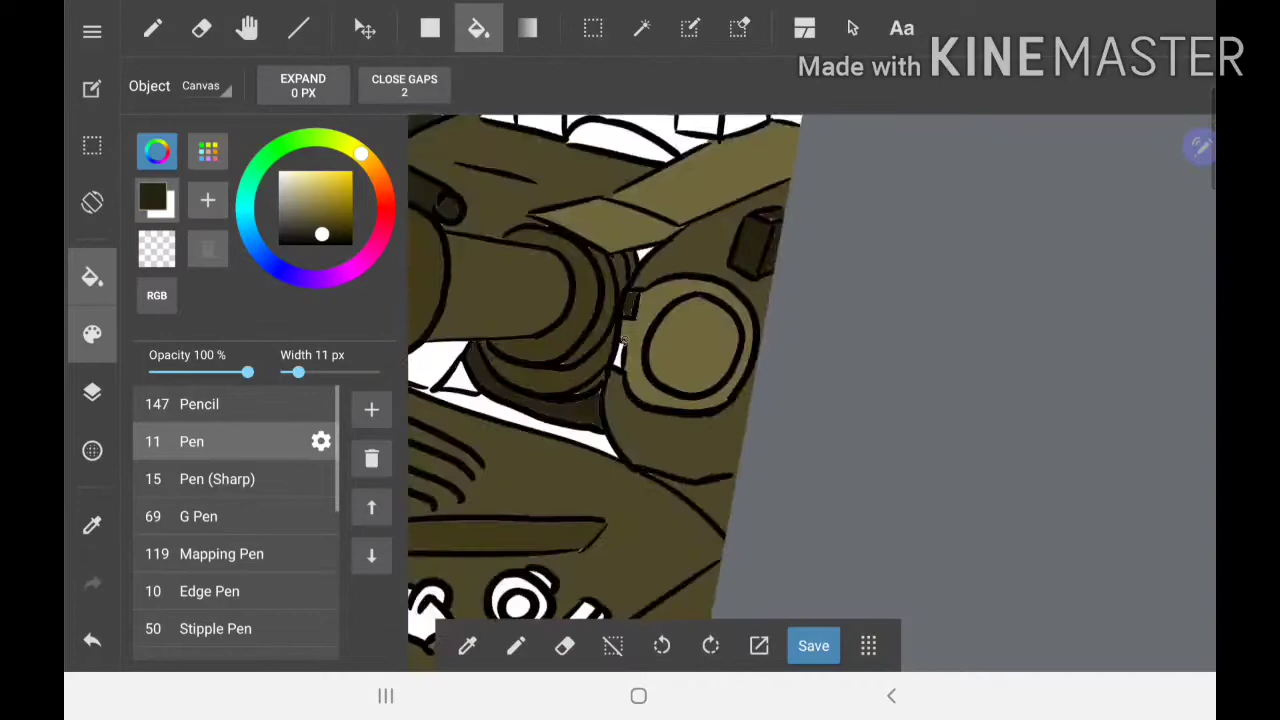 Aa
Made with KINEMASTER
Object Canvas
EXPAND
0 PX
CLOSE GAPS
2
RGB
Opacity 100 %
Width 11 px
147 Pencil
11 Pen
15 Pen (Sharp)
69 G Pen
119 Mapping Pen
10 Edge Pen
50 Stipple Pen
Save